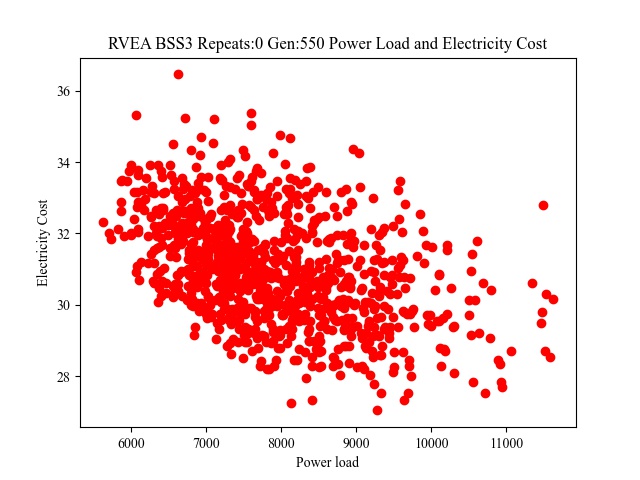 RVEA BSS3 Repeats:0 Gen:550 Power Load and Electricity Cost
36
34
32
30
28
Electricity Cost
6000 7000 8000 9000 10000 11000
Power load